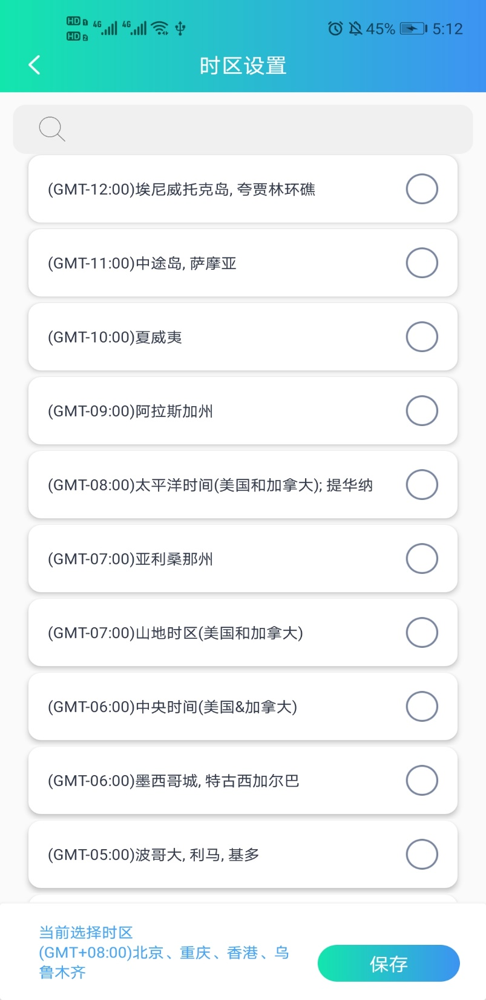 HD 1 4G 4G 45% 5:12
HD 2
时区设置
(GMT-12:00)埃尼威托克岛, 夸贾林环礁
(GMT-11:00)中途岛, 萨摩亚
(GMT-10:00)夏威夷
(GMT-09:00)阿拉斯加州
(GMT-08:00)太平洋时间(美国和加拿大); 提华纳
(GMT-07:00)亚利桑那州
(GMT-07:00)山地时区(美国和加拿大)
(GMT-06:00)中央时间(美国&加拿大)
(GMT-06:00)墨西哥城, 特古西加尔巴
(GMT-05:00)波哥大, 利马, 基多
当前选择时区
(GMT+08:00)北京、重庆、香港、乌
鲁木齐
保存